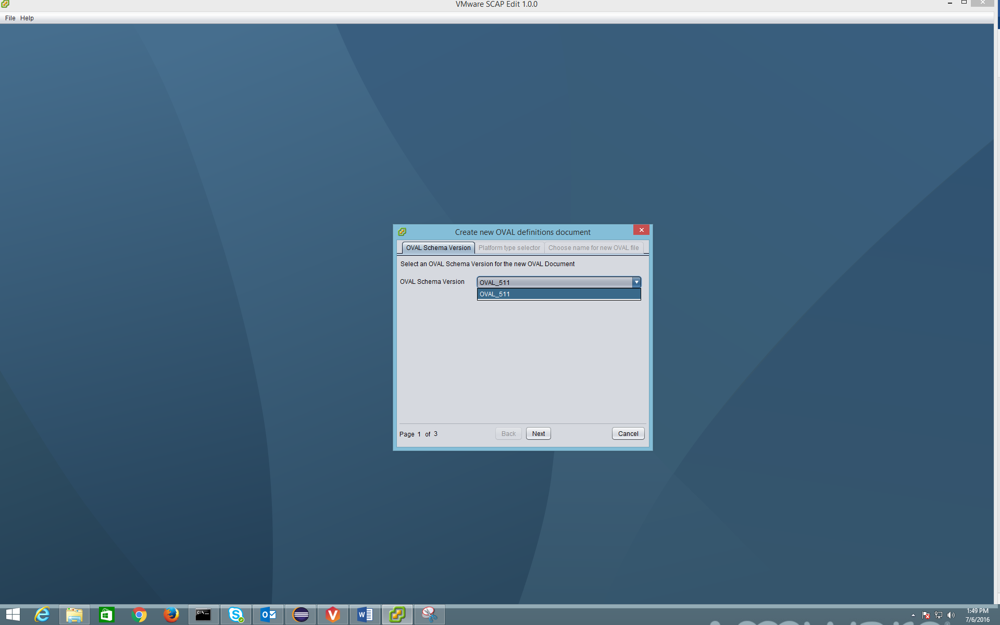 VMware SCAP Edit 1.0.0
File Help
Create new OVAL definitions document
OVAL Schema Version Platform type selector Choose name for new OVAL file
Select an OVAL Schema Version for the new OVAL Document
OVAL Schema Version OVAL_511
OVAL_511
Page 1 of 3 Back Next Cancel
1:49 PM
7/6/2016